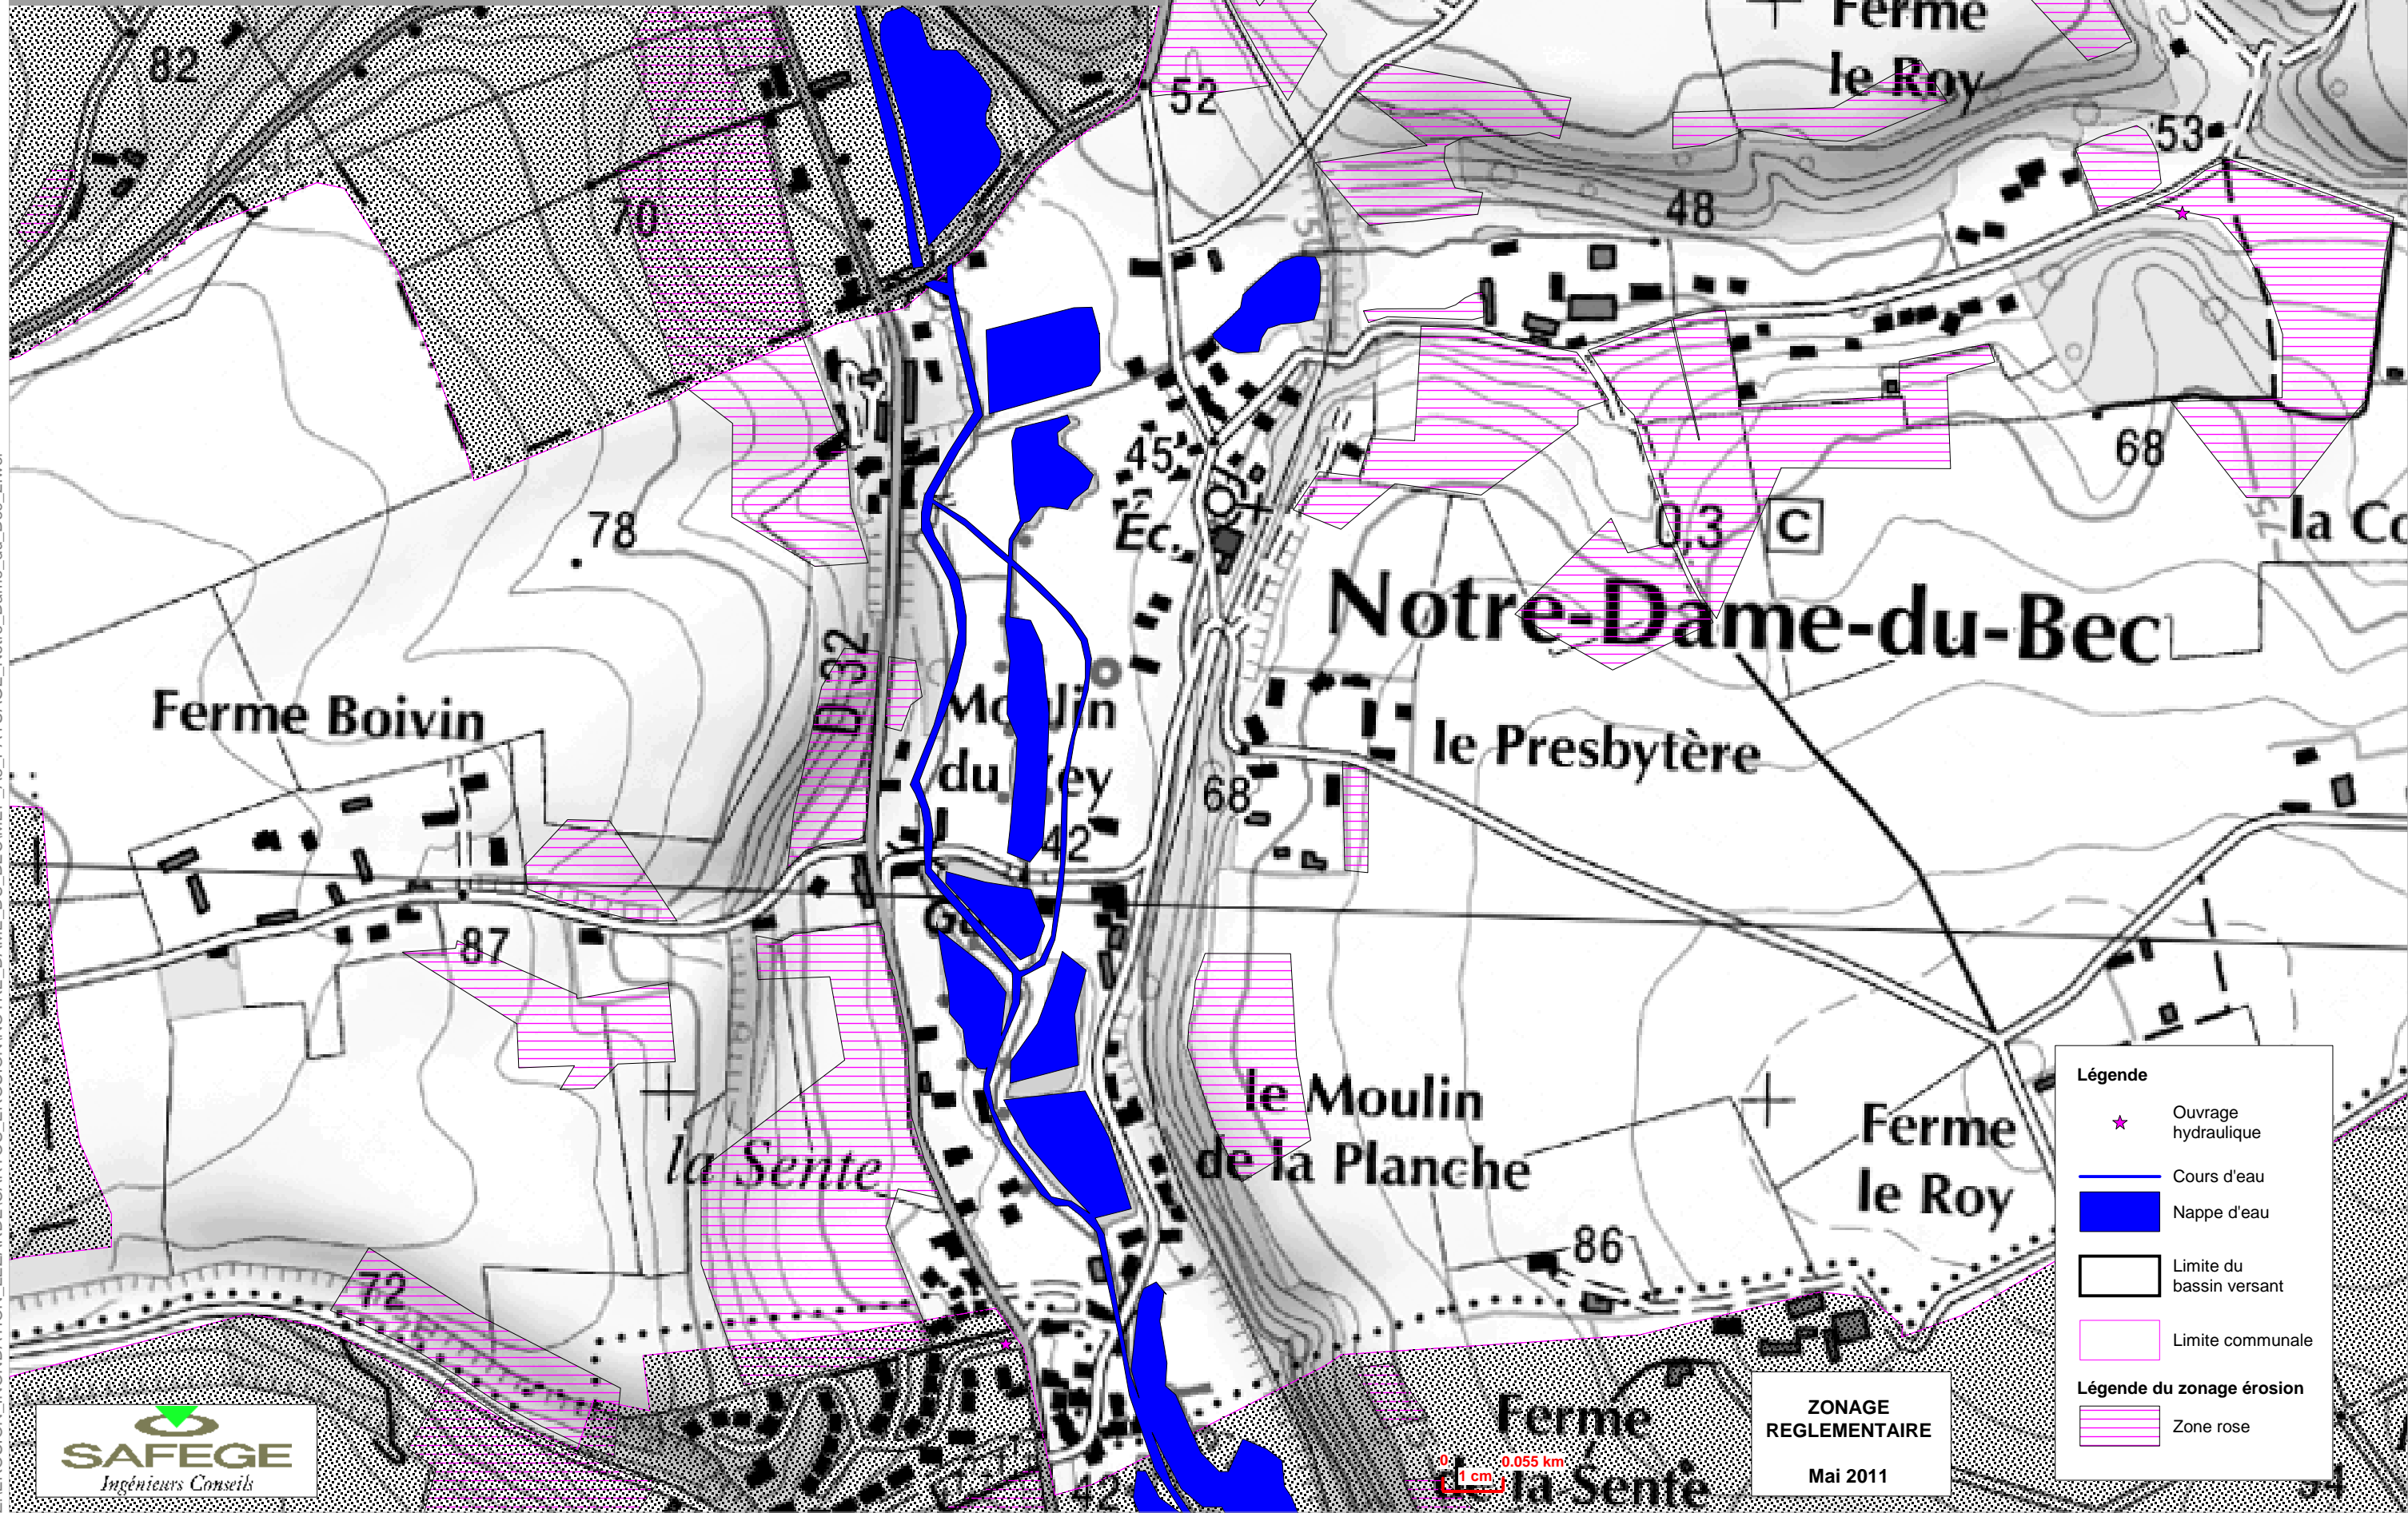 82
52
Ferme
le Roy
53
70
48
45
Éc.
68
78
0,3
C
la Co
75
Notre-Dame-du-Bec
D 32
Ferme Boivin
Moulin
du Vey
le Presbytère
68
42
87
le Moulin
de la Planche
la Sente
Ferme
le Roy
86
72
Ferme
de la Sente
42
94
SAFEGE
Ingénieurs Conseils
0
0.055 km
1 cm
ZONAGE
REGLEMENTAIRE
Mai 2011
Légende
Ouvrage
hydraulique
Cours d'eau
Nappe d'eau
Limite du
bassin versant
Limite communale
Légende du zonage érosion
Zone rose